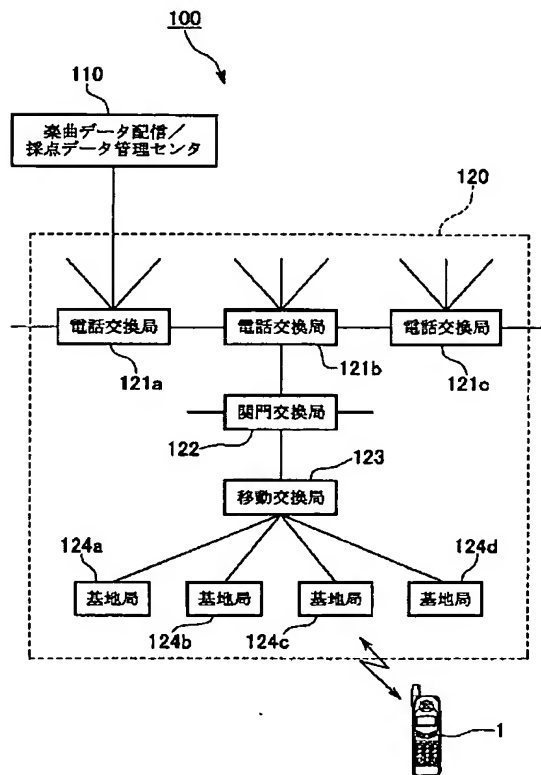 100
110
楽曲データ配信／
採点データ管理センタ
120
電話交換局
電話交換局
電話交換局
121a
121b
121c
関門交換局
122
123
移動交換局
124a
124d
基地局
基地局
基地局
基地局
124b
124c
1